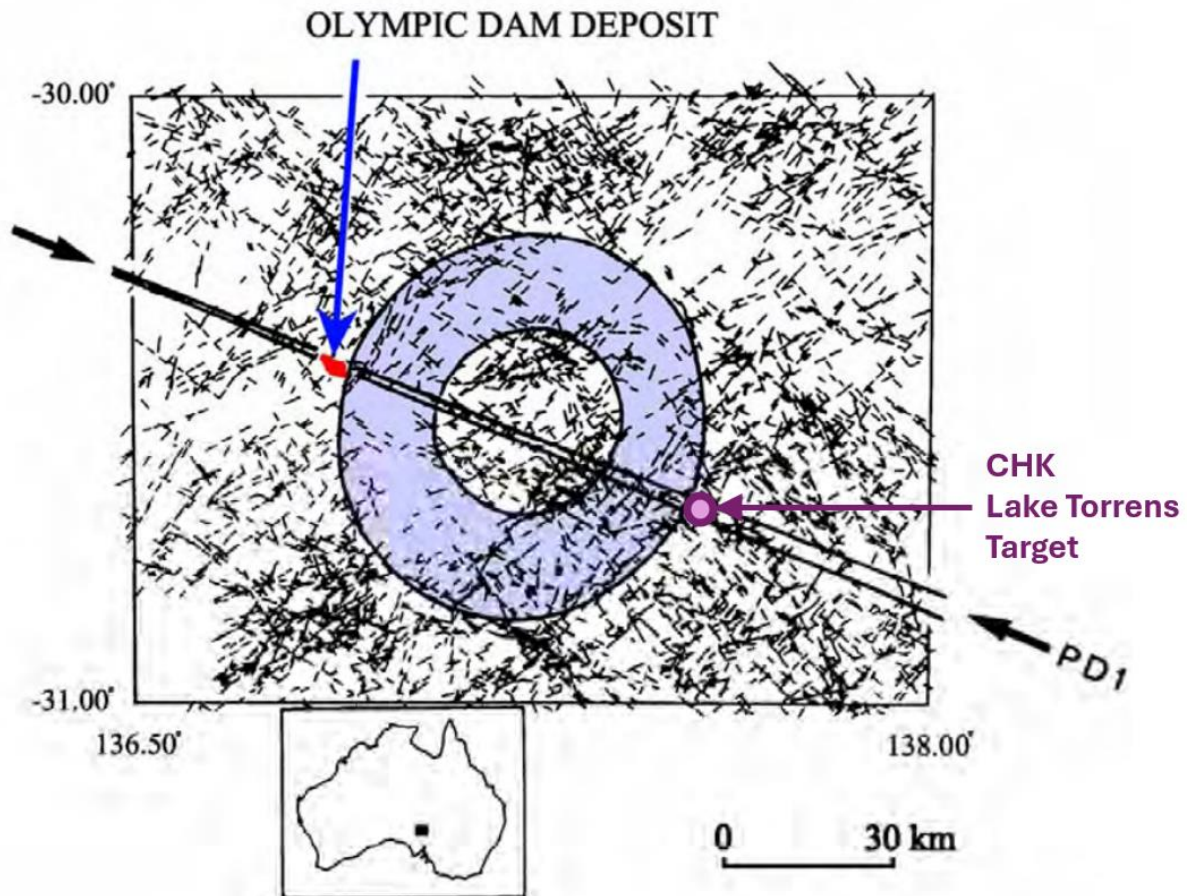 OLYMPIC DAM DEPOSIT
-30.00°
CHK
Lake Torrens
Target
PD1
-31.00°
136.50°
138.00°
0 30 km